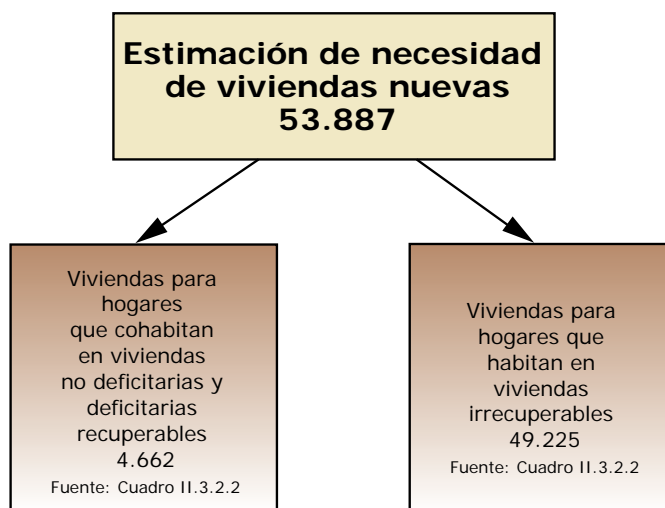 Estimación de necesidad
de viviendas nuevas
53.887
Viviendas para
hogares
que cohabitan
en viviendas
no deficitarias y
deficitarias
recuperables
4.662
Fuente: Cuadro II.3.2.2
Viviendas para
hogares que
habitan en
viviendas
irrecuperables
49.225
Fuente: Cuadro II.3.2.2